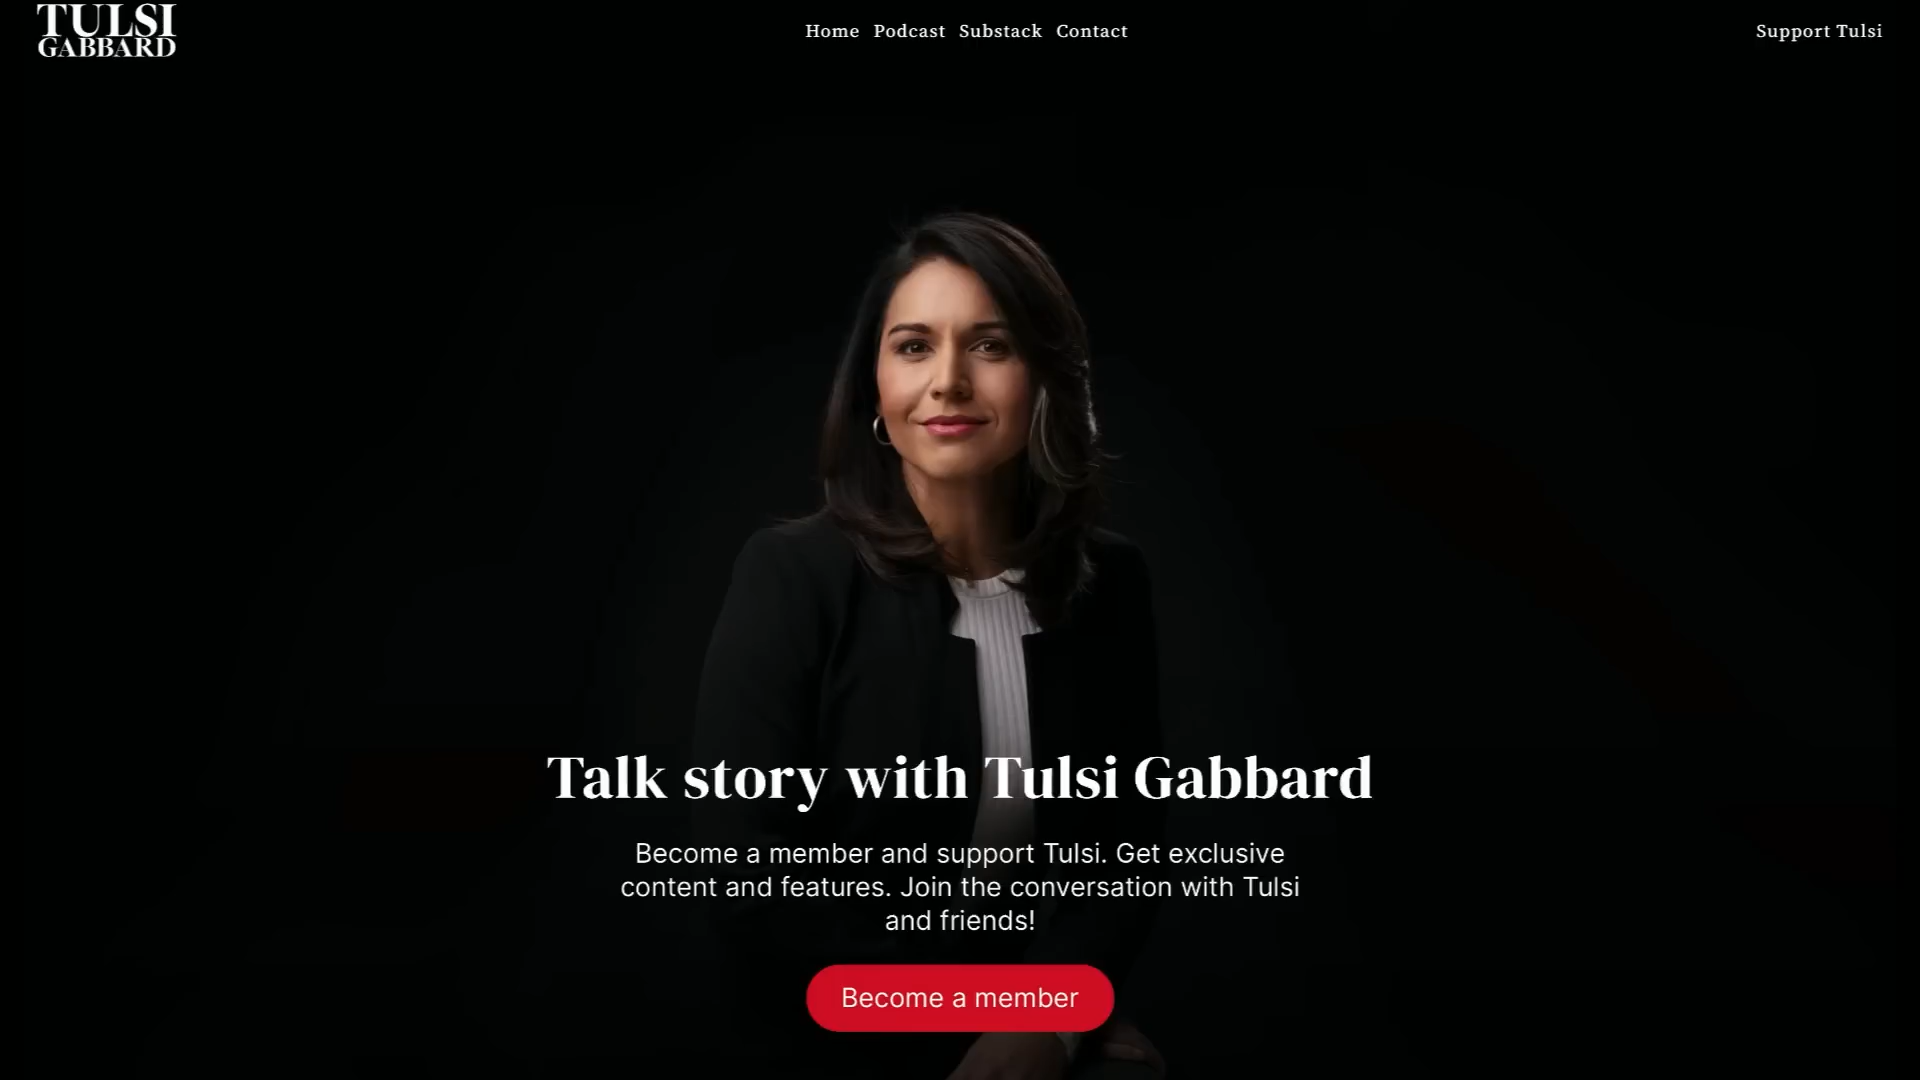 TULSI
GABBARD
Home Podcast Substack Contact
Support Tulsi
Talk story with Tulsi Gabbard
Become a member and support Tulsi. Get exclusive
content and features. Join the conversation with Tulsi
and friends!
Become a member